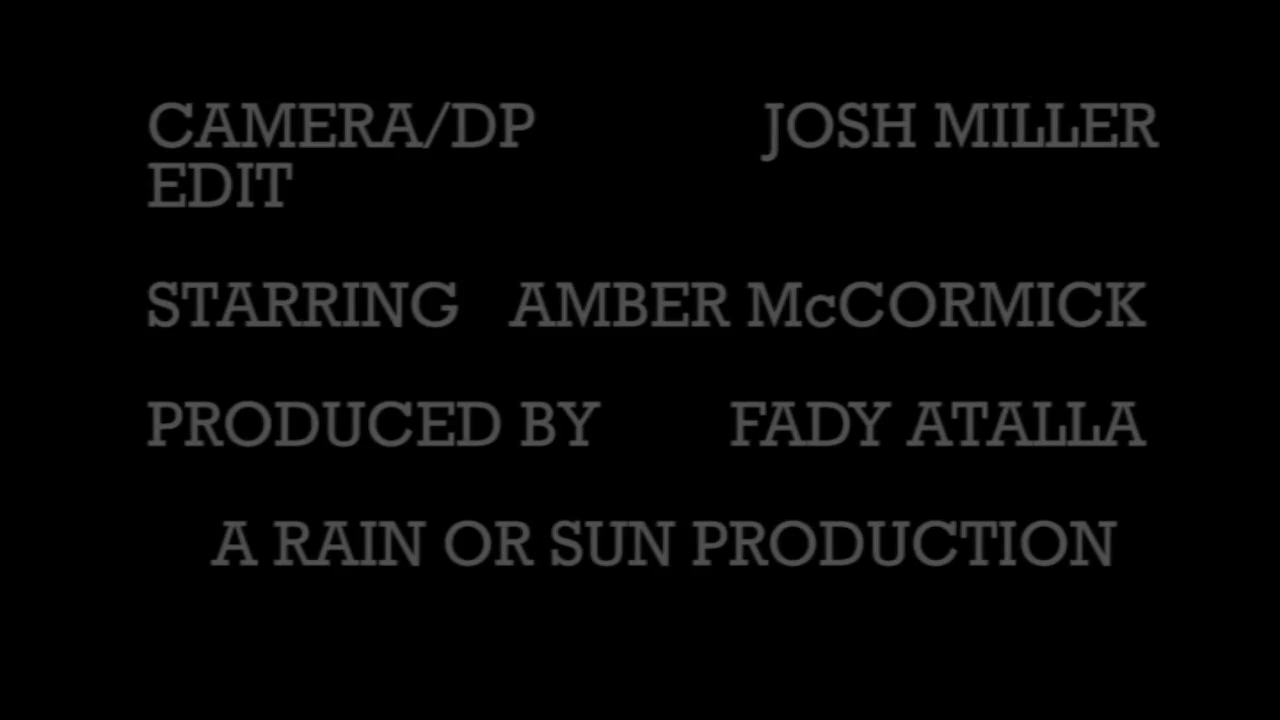 CAMERA/DP JOSH MILLER
EDIT
STARRING AMBER McCORMICK
PRODUCED BY FADY ATALLA
A RAIN OR SUN PRODUCTION